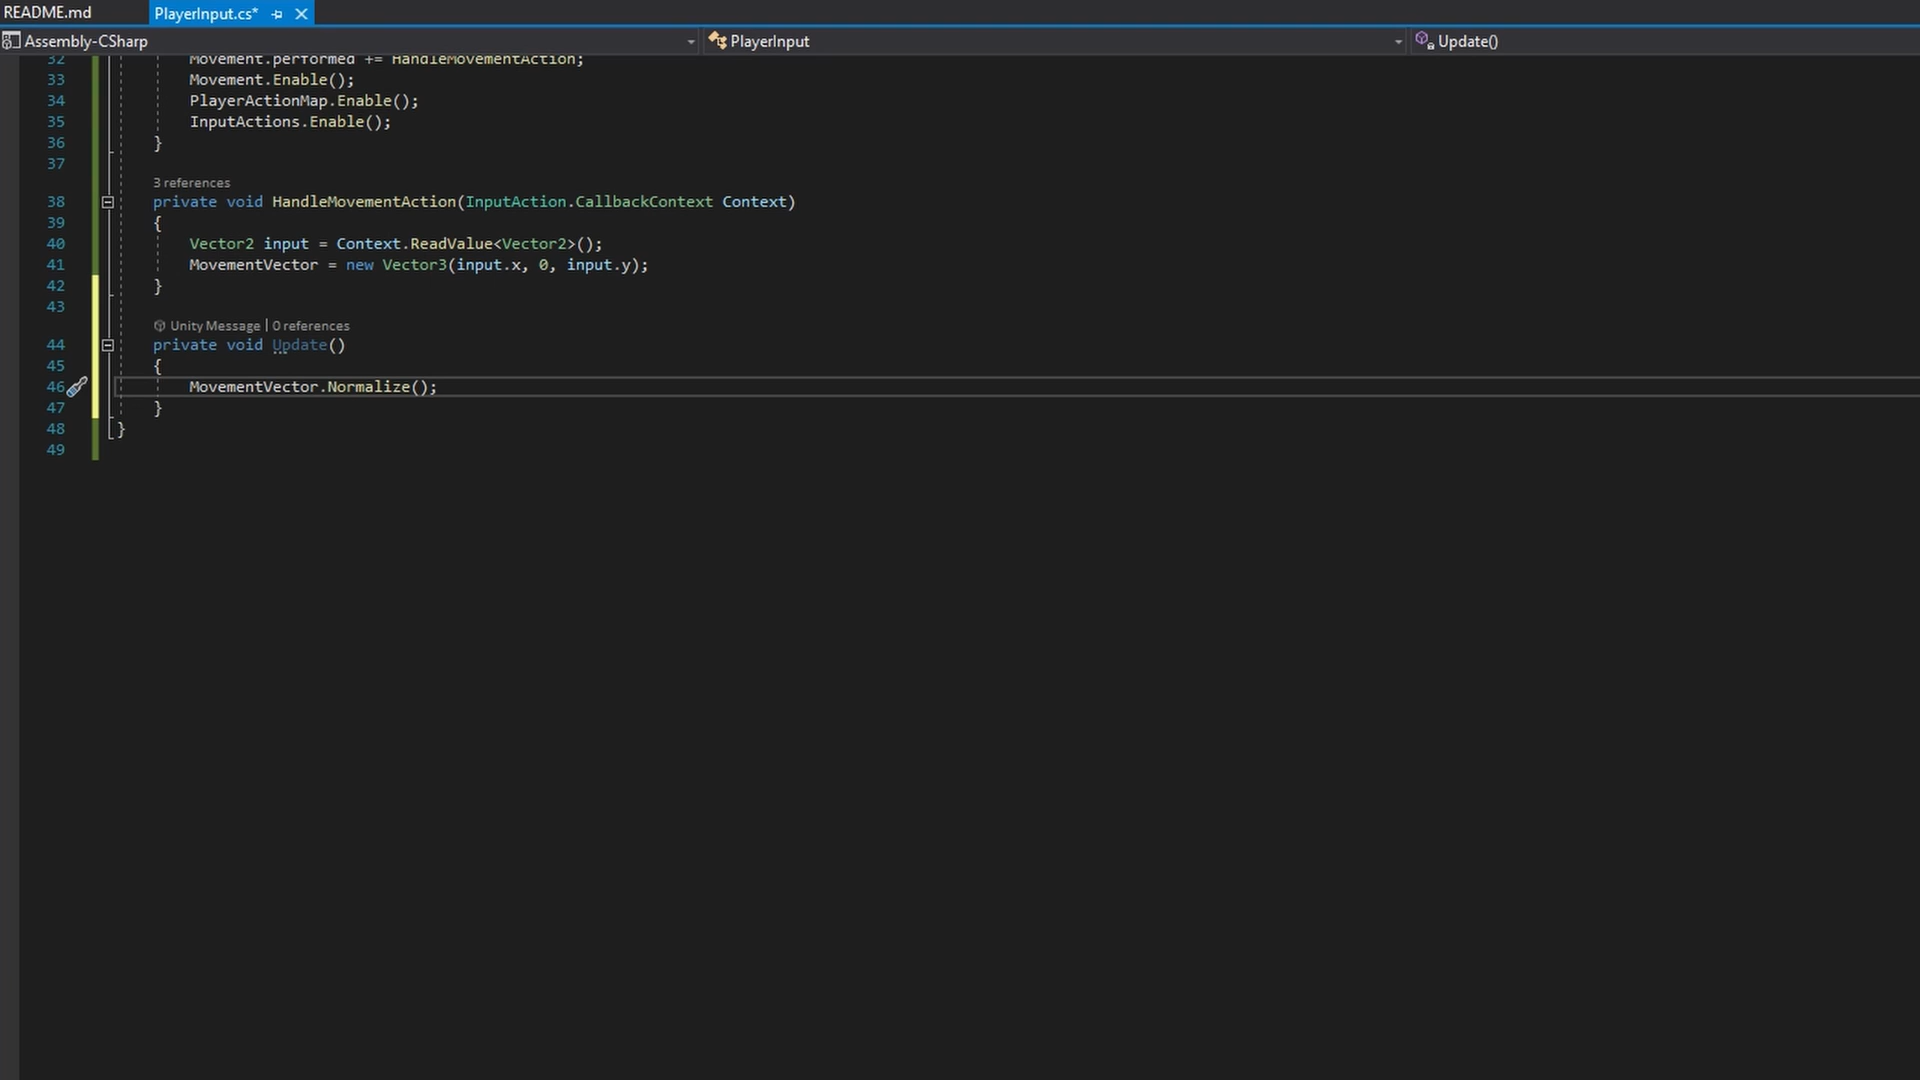 README.md
PlayerInput.cs*
Assembly-CSharp
PlayerInput
Update()
32 Movement.performed += HandleMovementAction;
33 Movement.Enable();
34 PlayerActionMap.Enable();
35 InputActions.Enable();
36 }
37
3 references
38 private void HandleMovementAction(InputAction.CallbackContext Context)
39 {
40 Vector2 input = Context.ReadValue<Vector2>();
41 MovementVector = new Vector3(input.x, 0, input.y);
42 }
43
Unity Message | 0 references
44 private void Update()
45 {
46 MovementVector.Normalize();
47 }
48 }
49